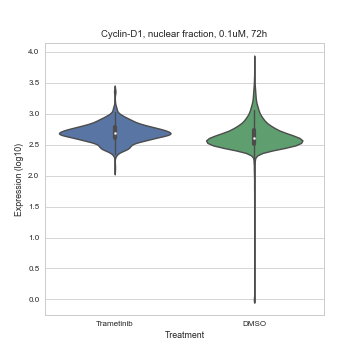 Cyclin-D1, nuclear fraction, 0.1uM, 72h
4.0
3.5
3.0
2.5
2.0
1.5
1.0
0.5
0.0
Expression (log10)
Trametinib
DMSO
Treatment